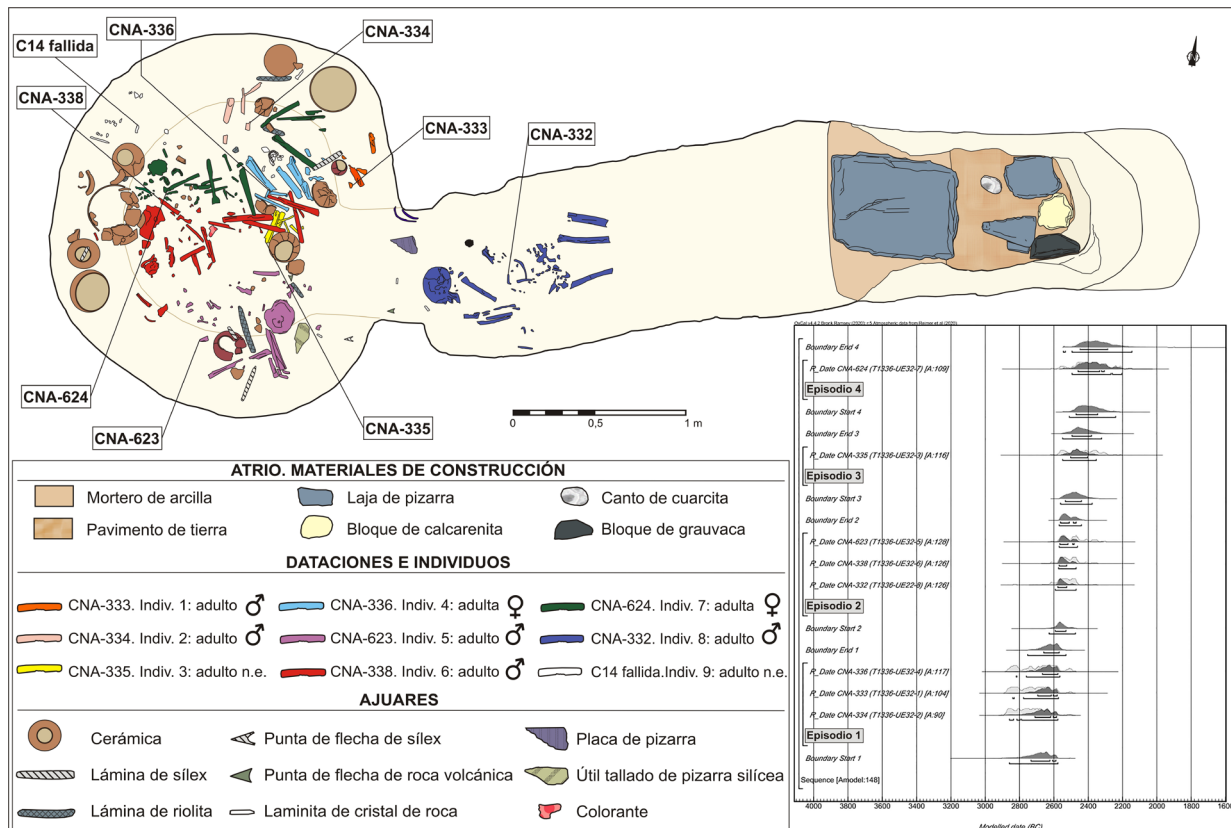 CNA-336
CNA-334
C14 fallida
CNA-338
CNA-333
CNA-332
CNA-624
CNA-623
CNA-335
0 0,5 1 m
ATRIO. MATERIALES DE CONSTRUCCIÓN
Mortero de arcilla Laja de pizarra Canto de cuarcita
Pavimento de tierra Bloque de calcarenita Bloque de grauvaca
DATACIONES E INDIVIDUOS
CNA-333. Indiv. 1: adulto ♂ CNA-336. Indiv. 4: adulta ♀ CNA-624. Indiv. 7: adulta ♀
CNA-334. Indiv. 2: adulto ♂ CNA-623. Indiv. 5: adulto ♂ CNA-332. Indiv. 8: adulto ♂
CNA-335. Indiv. 3: adulto n.e. CNA-338. Indiv. 6: adulto ♂ C14 fallida.Indiv. 9: adulto n.e.
AJUARES
Cerámica Punta de flecha de sílex Placa de pizarra
Lámina de sílex Punta de flecha de roca volcánica Útil tallado de pizarra silícea
Lámina de riolita Laminita de cristal de roca Colorante
Boundary End 4
R_Date CNA-624 (T1336-UE32-7) [A:109]
Episodio 4
Boundary Start 4
Boundary End 3
R_Date CNA-335 (T1336-UE32-3) [A:116]
Episodio 3
Boundary Start 3
Boundary End 2
R_Date CNA-623 (T1336-UE32-5) [A:128]
R_Date CNA-338 (T1336-UE32-6) [A:126]
R_Date CNA-332 (T1336-UE22-8) [A:126]
Episodio 2
Boundary Start 2
Boundary End 1
R_Date CNA-336 (T1336-UE32-4) [A:117]
R_Date CNA-333 (T1336-UE32-1) [A:104]
R_Date CNA-334 (T1336-UE32-2) [A:90]
Episodio 1
Boundary Start 1
Sequence [Amodel:148]
4000 3800 3600 3400 3200 3000 2800 2600 2400 2200 2000 1800 1600
Modelled date (BC)